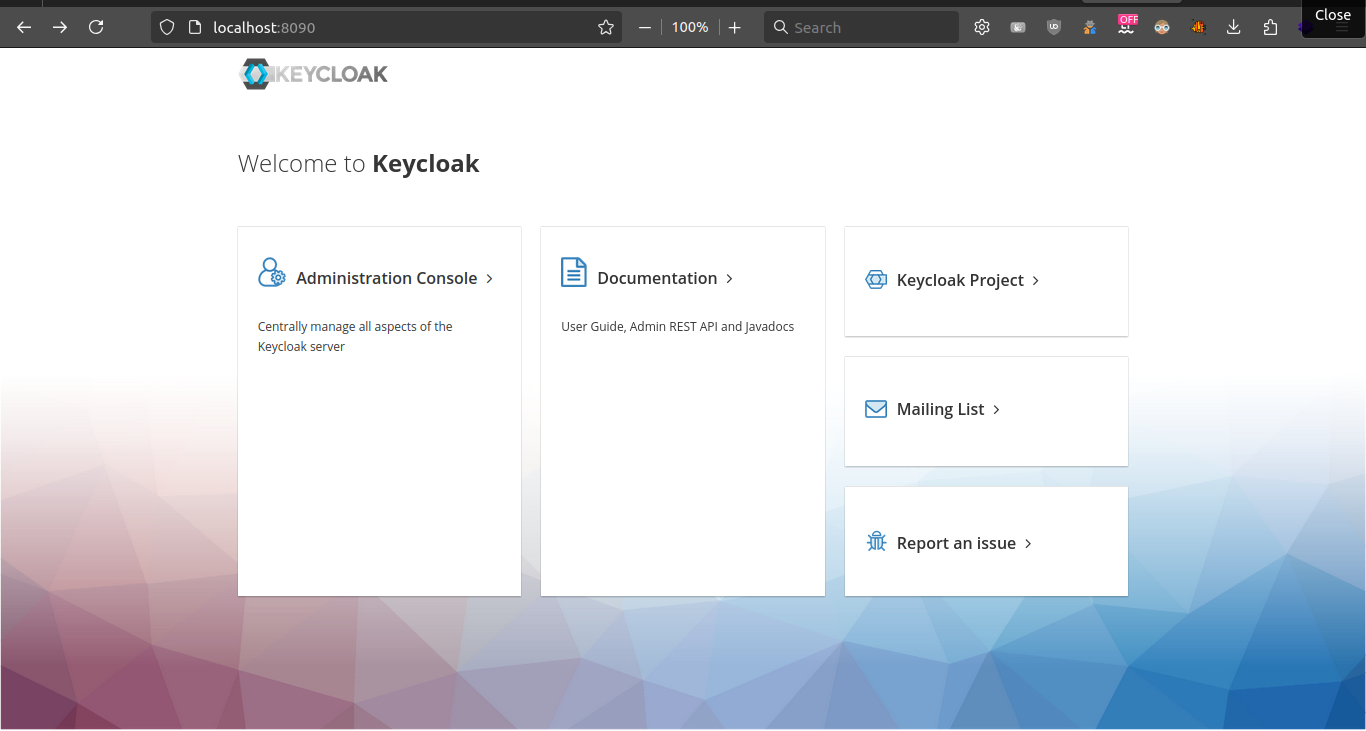 localhost:8090
100%
Search
OFF
Close
KEYCLOAK
Welcome to Keycloak
Administration Console
Centrally manage all aspects of the
Keycloak server
Documentation
User Guide, Admin REST API and Javadocs
Keycloak Project
Mailing List
Report an issue